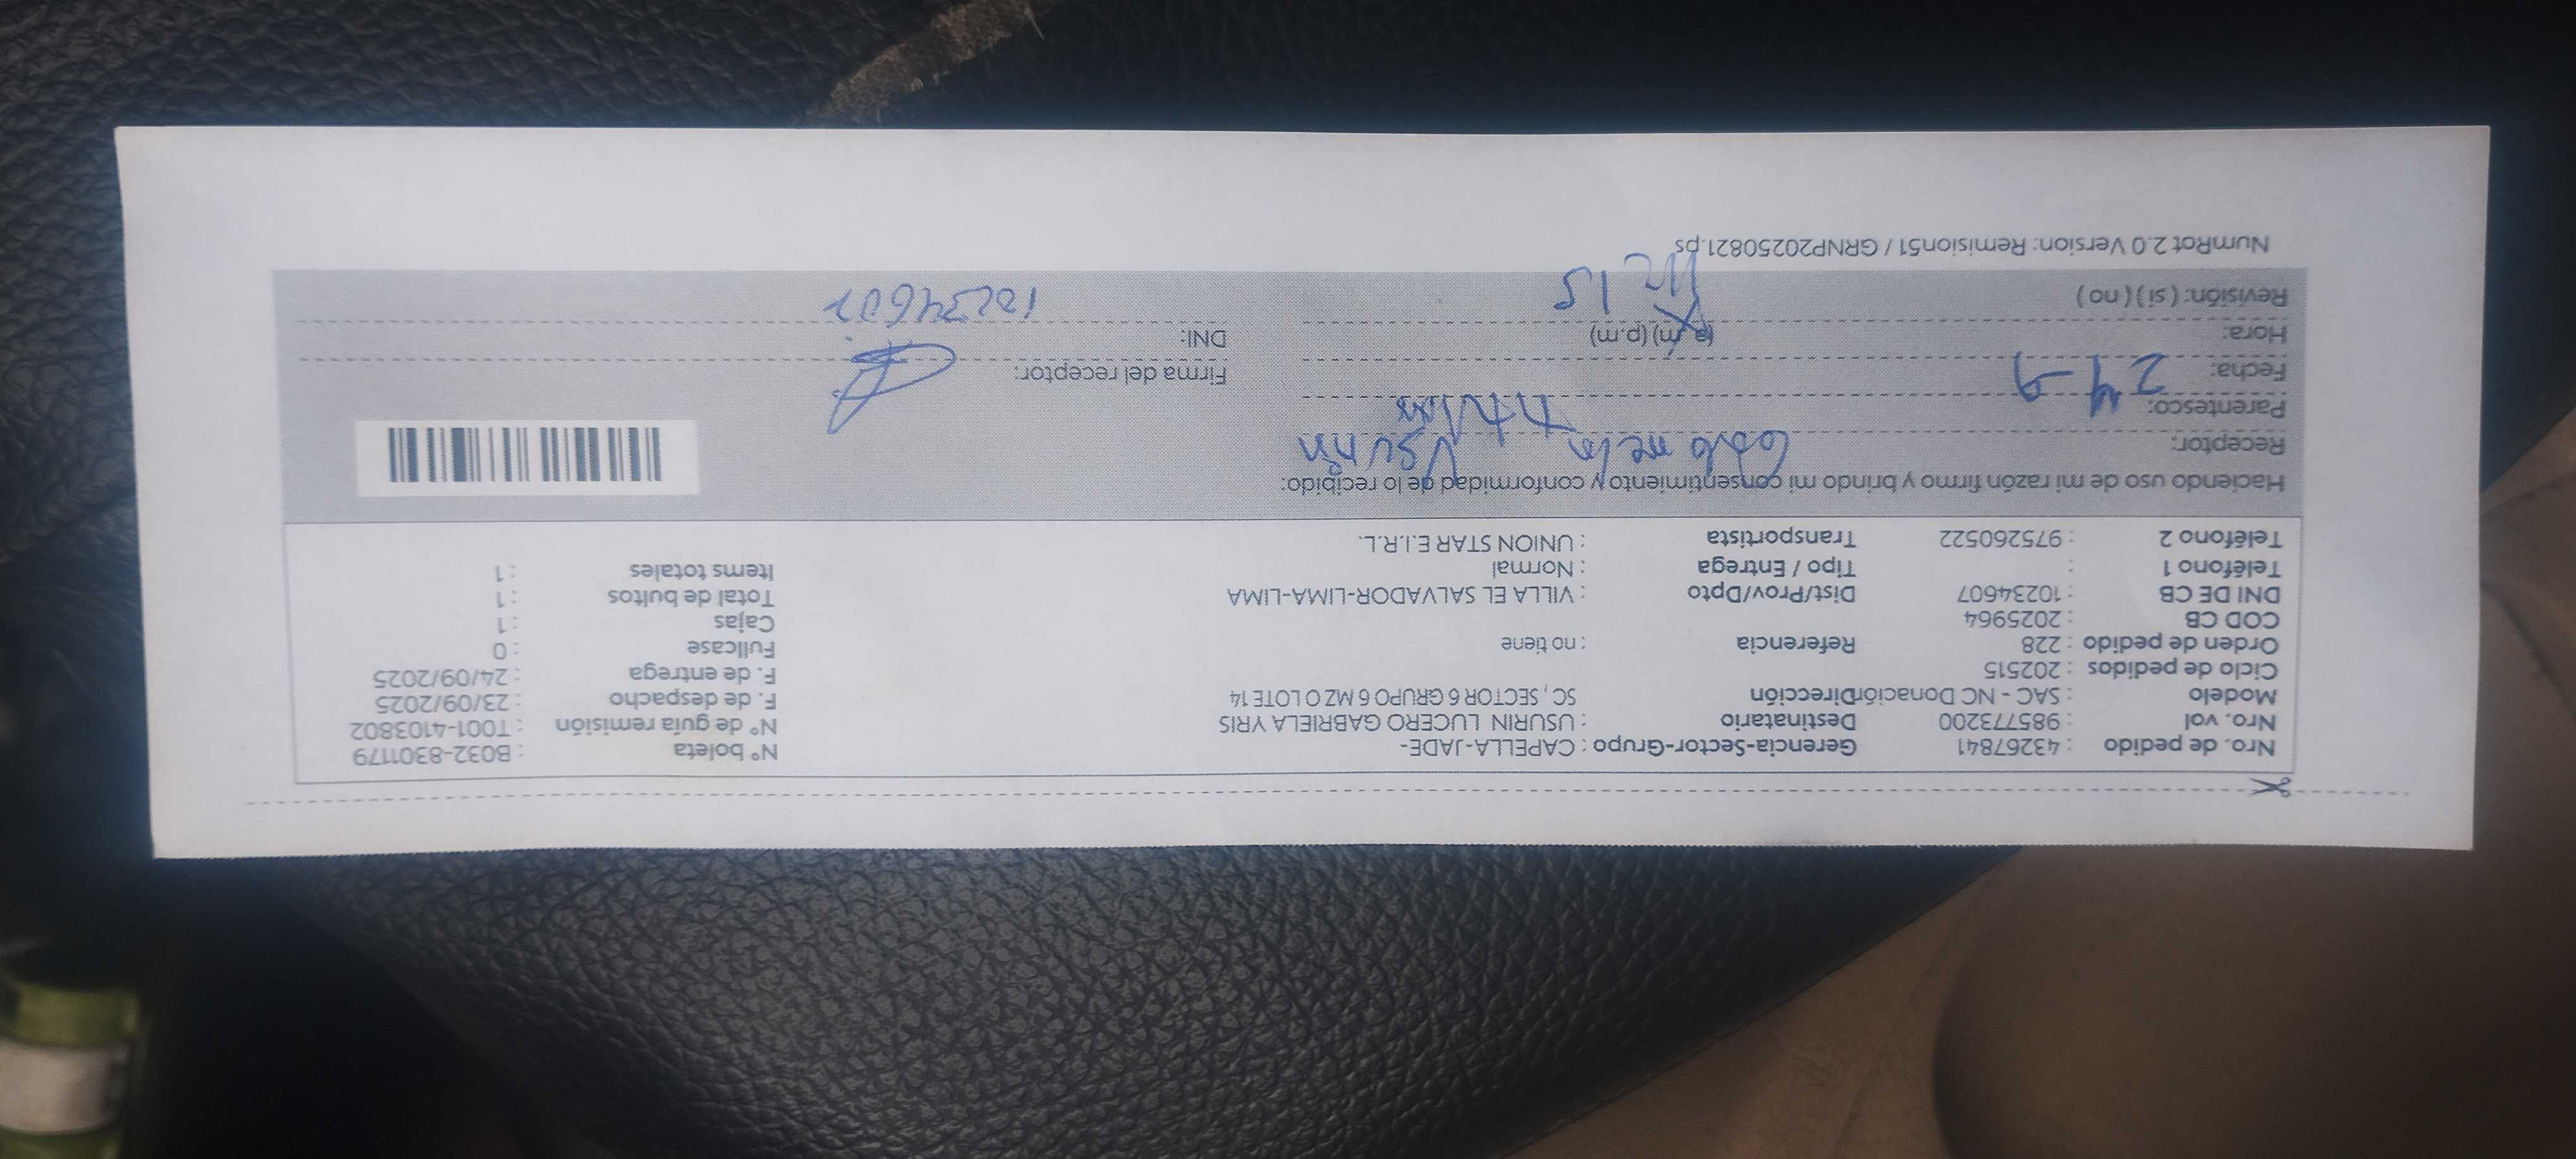 Nro. de pedido : 43267841 Gerencia-Sector-Grupo : CAPELLA-JADE- N° boleta : B032-8301179
Nro. vol : 985773200 Destinatario : USURIN LUCERO GABRIELA YRIS N° de guía remisión : T001-4103802
Modelo : SAC - NC Donación Dirección SC , SECTOR 6 GRUPO 6 MZ O LOTE 14 F. de despacho : 23/09/2025
Ciclo de pedidos : 202515 F. de entrega : 24/09/2025
Orden de pedido : 228 Referencia : no tiene Fullcase : 0
COD CB : 2025964 Cajas : 1
DNI DE CB : 10234607 Dist/Prov/Dpto : VILLA EL SALVADOR-LIMA-LIMA Total de bultos : 1
Teléfono 1 : Tipo / Entrega : Normal Items totales : 1
Teléfono 2 : 975260522 Transportista : UNION STAR E.I.R.L.
Haciendo uso de mi razón firmo y brindo mi consentimiento y conformidad de lo recibido:
Receptor: Usurin
Parentesco: Titular
Fecha: 24-9 Firma del receptor:
Hora: (a.m) (p.m) DNI: 10234607
Revisión: ( si ) ( no ) 15
NumRot 2.0 Version: Remision51 / GRNP20250821.ps